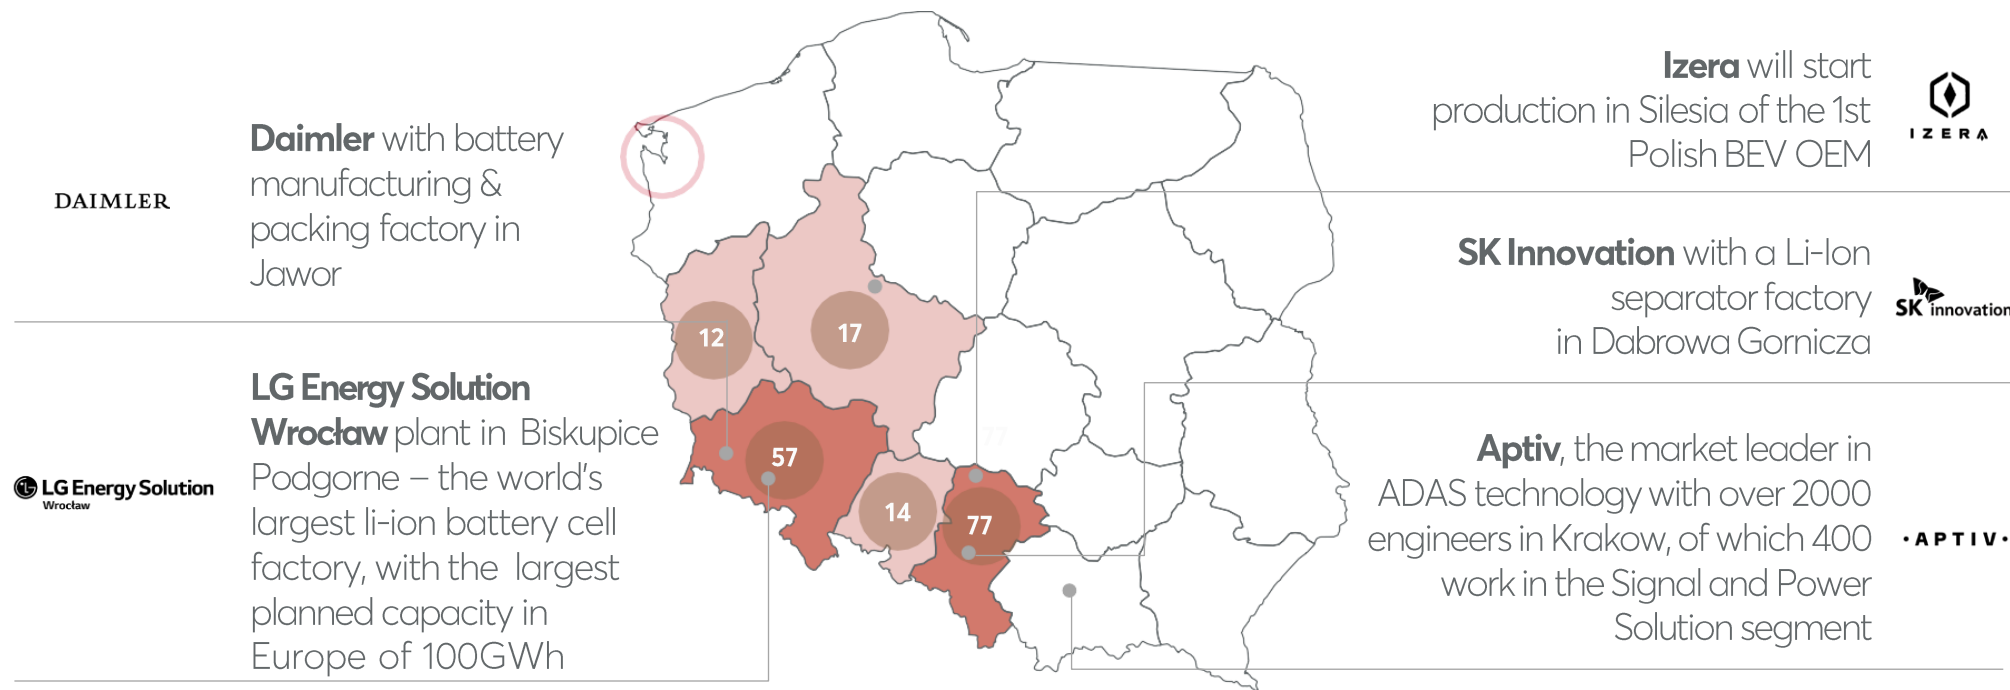 DAIMLER
Daimler with battery
manufacturing &
packing factory in
Jawor
LG Energy Solution
Wrocław
LG Energy Solution
Wrocław plant in Biskupice
Podgorne – the world's
largest li-ion battery cell
factory, with the largest
planned capacity in
Europe of 100GWh
12
17
57
14
77
77
Izera will start
production in Silesia of the 1st
Polish BEV OEM
IZERA
SK Innovation with a Li-Ion
separator factory
in Dabrowa Gornicza
SK innovation
Aptiv, the market leader in
ADAS technology with over 2000
engineers in Krakow, of which 400
work in the Signal and Power
Solution segment
• APTIV •